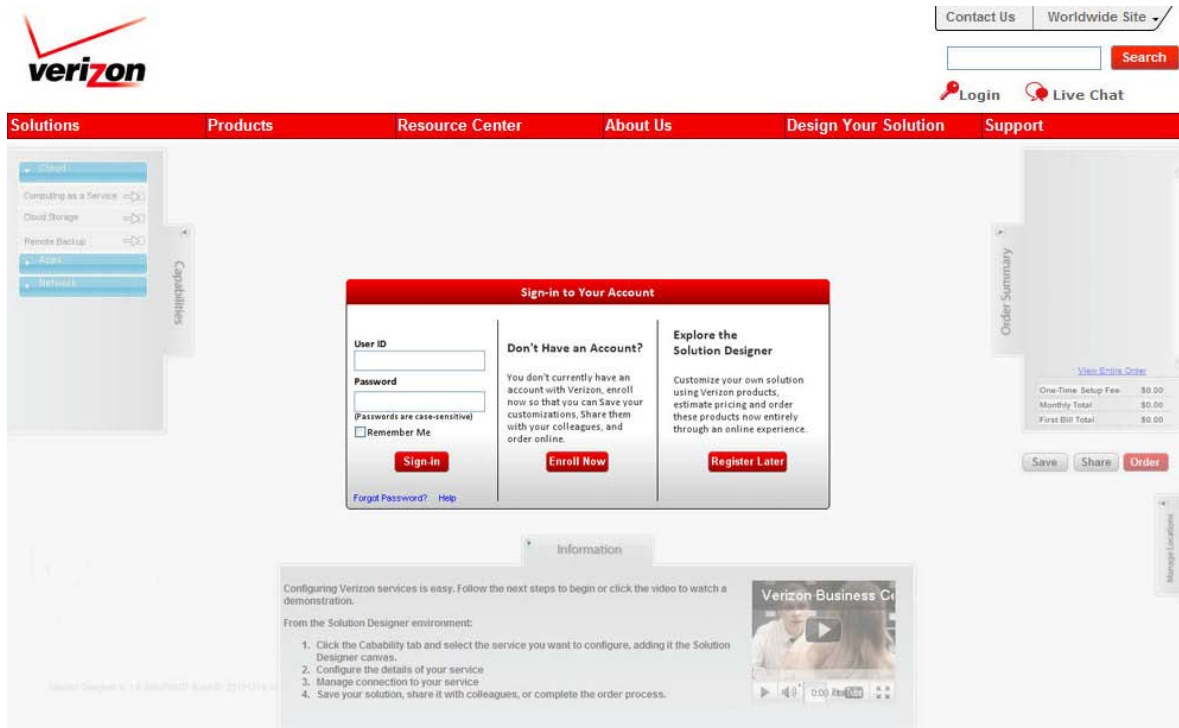 Contact Us
Worldwide Site
verizon
Search
Login
Live Chat
Solutions
Products
Resource Center
About Us
Design Your Solution
Support
Cloud
Computing as a Service
Cloud Storage
Remote Backup
Apps
Network
Capabilities
Sign-in to Your Account
User ID
Password
(Passwords are case-sensitive)
Remember Me
Sign-in
Forgot Password? Help
Don't Have an Account?
You don't currently have an
account with Verizon, enroll
now so that you can Save your
customizations, Share them
with your colleagues, and
order online.
Enroll Now
Explore the
Solution Designer
Customize your own solution
using Verizon products,
estimate pricing and order
these products now entirely
through an online experience.
Register Later
Order Summary
View Entire Order
One-Time Setup Fee $0.00
Monthly Total $0.00
First Bill Total $0.00
Save
Share
Order
Manage Locations
Information
Configuring Verizon services is easy. Follow the next steps to begin or click the video to watch a
demonstration.
From the Solution Designer environment:
1. Click the Cabability tab and select the service you want to configure, adding it the Solution
Designer canvas.
2. Configure the details of your service
3. Manage connection to your service
4. Save your solution, share it with colleagues, or complete the order process.
Verizon Business
0:00
Solution Designer